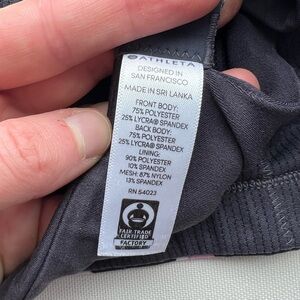 ATHLETA
DESIGNED IN
SAN FRANCISCO
MADE IN SRI LANKA
FRONT BODY:
75% POLYESTER
25% LYCRA® SPANDEX
BACK BODY:
75% POLYESTER
25% LYCRA® SPANDEX
LINING:
90% POLYESTER
10% SPANDEX
MESH: 87% NYLON
13% SPANDEX
RN 54023
FAIR TRADE
CERTIFIED
FACTORY